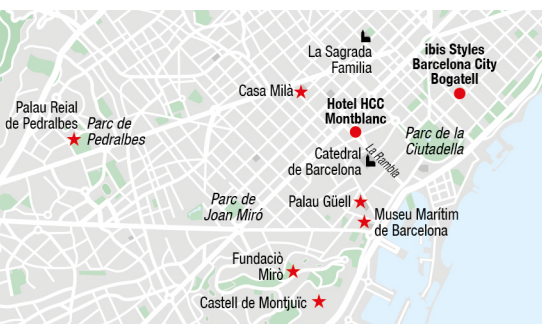 La Sagrada
Familia
ibis Styles
Barcelona City
Bogatell
Casa Milà
Hotel HCC
Montblanc
Palau Reial
de Pedralbes
Parc de
Pedralbes
Parc de la
Ciutadella
La Rambla
Catedral
de Barcelona
Parc de
Joan Miró
Palau Güell
Museu Marítim
de Barcelona
Fundaciò
Mirò
Castell de Montjuïc